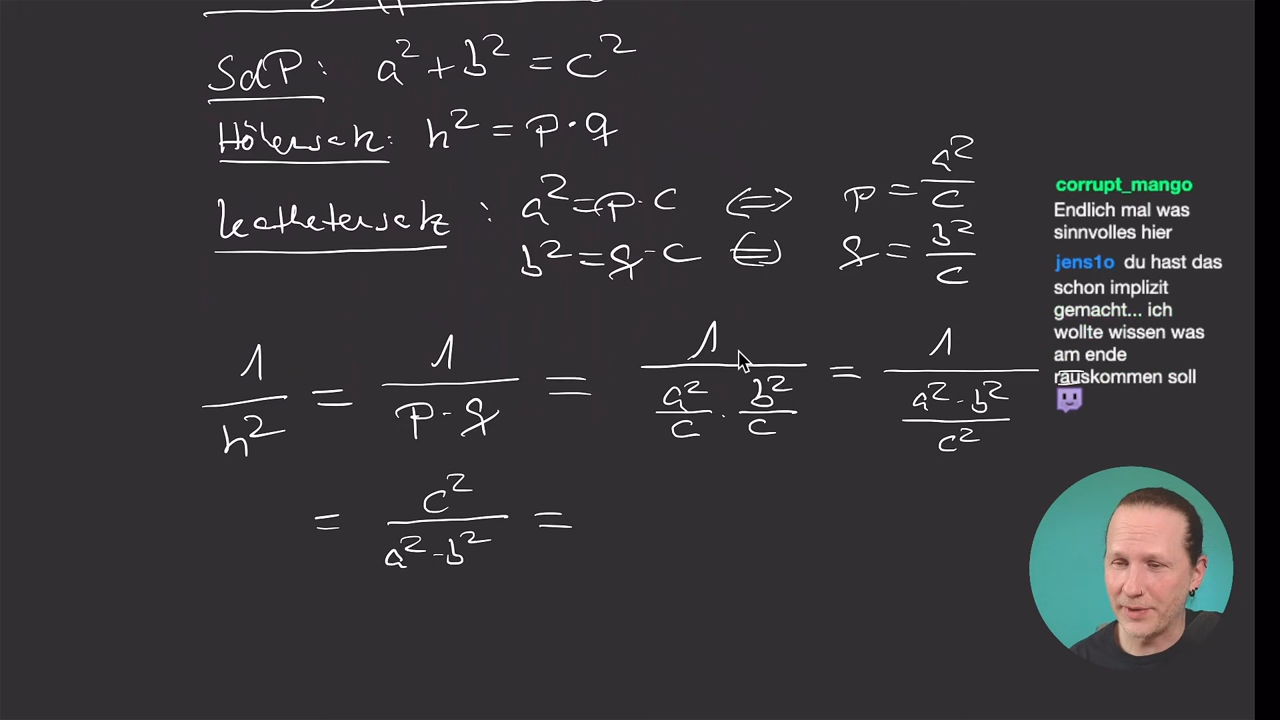 SdP: a² + b² = c²
Höhensatz: h² = p · q
Kathetensatz: a² = p · c ⇔ p = a²/c
b² = q · c ⇔ q = b²/c
1/h² = 1/(p · q) = 1/(a²/c · b²/c) = 1/((a² · b²)/c²) =
= c²/(a² · b²) =
corrupt_mango
Endlich mal was
sinnvolles hier
jens1o du hast das
schon implizit
gemacht... ich
wollte wissen was
am ende
rauskommen soll